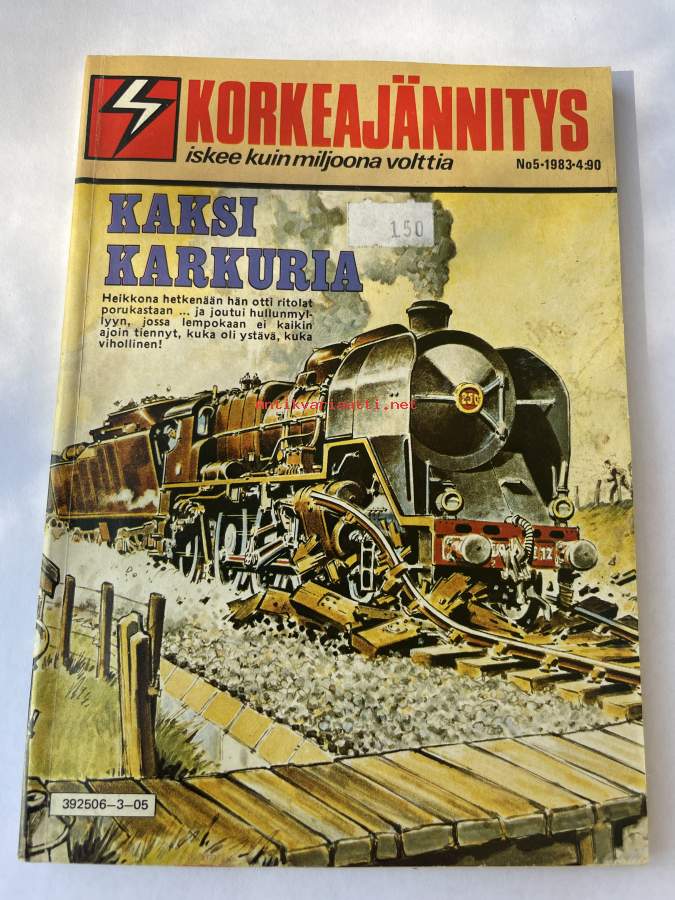 KORKEAJÄNNITYS
iskee kuin miljoona volttia
No5•1983•4:90
KAKSI
KARKURIA
150
Heikkona hetkenään hän otti ritolat
porukastaan ... ja joutui hullunmyl-
lyyn, jossa lempokaan ei kaikin
ajoin tiennyt, kuka oli ystävä, kuka
vihollinen!
Antikvariaatti.net
392506–3–05